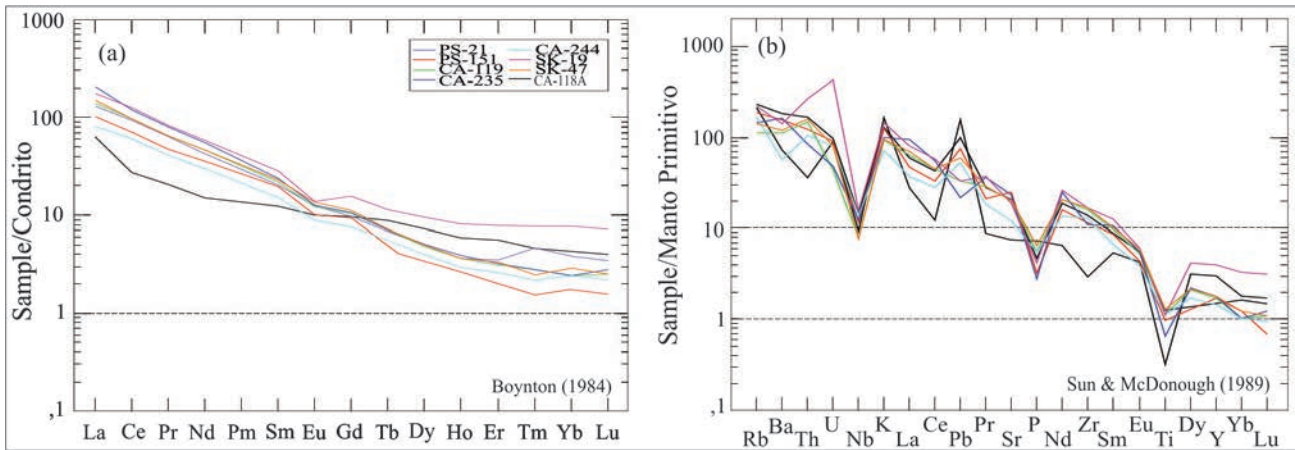 (a)
1000
100
10
1
,1
Sample/Condrito
PS-21
PS-151
CA-119
CA-235
CA-244
SK-19
SK-47
CA-118A
Boynton (1984)
La Ce Pr Nd Pm Sm Eu Gd Tb Dy Ho Er Tm Yb Lu
(b)
1000
100
10
1
,1
Sample/Manto Primitivo
Sun & McDonough (1989)
Rb Ba Th U Nb K La Ce Pb Pr Sr P Nd Zr Sm Eu Ti Dy Y Yb Lu